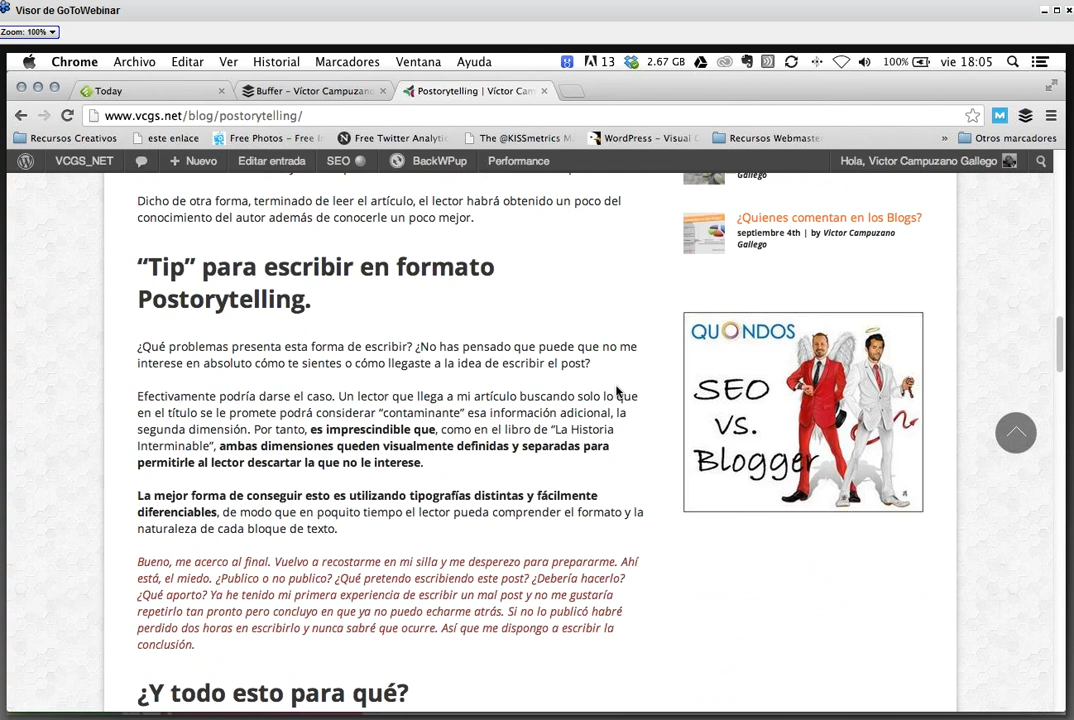 Visor de GoToWebinar
Zoom: 100%
Chrome Archivo Editar Ver Historial Marcadores Ventana Ayuda 13 2.67 GB 100% vie 18:05
Today Buffer – Víctor Campuzano Postorytelling | Víctor Cam
www.vcgs.net/blog/postorytelling/
Recursos Creativos este enlace Free Photos – Free Free Twitter Analytic The @KISSmetrics M WordPress – Visual Recursos Webmaster » Otros marcadores
VCGS_NET + Nuevo Editar entrada SEO BackWPup Performance Hola, Victor Campuzano Gallego
Gallego
Dicho de otra forma, terminado de leer el artículo, el lector habrá obtenido un poco del
conocimiento del autor además de conocerle un poco mejor.
¿Quienes comentan en los Blogs?
septiembre 4th | by Víctor Campuzano
Gallego
“Tip” para escribir en formato
Postorytelling.
¿Qué problemas presenta esta forma de escribir? ¿No has pensado que puede que no me
interese en absoluto cómo te sientes o cómo llegaste a la idea de escribir el post?
Efectivamente podría darse el caso. Un lector que llega a mi artículo buscando solo lo que
en el título se le promete podrá considerar “contaminante” esa información adicional, la
segunda dimensión. Por tanto, es imprescindible que, como en el libro de “La Historia
Interminable”, ambas dimensiones queden visualmente definidas y separadas para
permitirle al lector descartar la que no le interese.
La mejor forma de conseguir esto es utilizando tipografías distintas y fácilmente
diferenciables, de modo que en poquito tiempo el lector pueda comprender el formato y la
naturaleza de cada bloque de texto.
Bueno, me acerco al final. Vuelvo a recostarme en mi silla y me desperezo para prepararme. Ahí
está, el miedo. ¿Publico o no publico? ¿Qué pretendo escribiendo este post? ¿Debería hacerlo?
¿Qué aporto? Ya he tenido mi primera experiencia de escribir un mal post y no me gustaría
repetirlo tan pronto pero concluyo en que ya no puedo echarme atrás. Si no lo publicó habré
perdido dos horas en escribirlo y nunca sabré que ocurre. Así que me dispongo a escribir la
conclusión.
¿Y todo esto para qué?
QUONDOS
SEO
VS.
Blogger